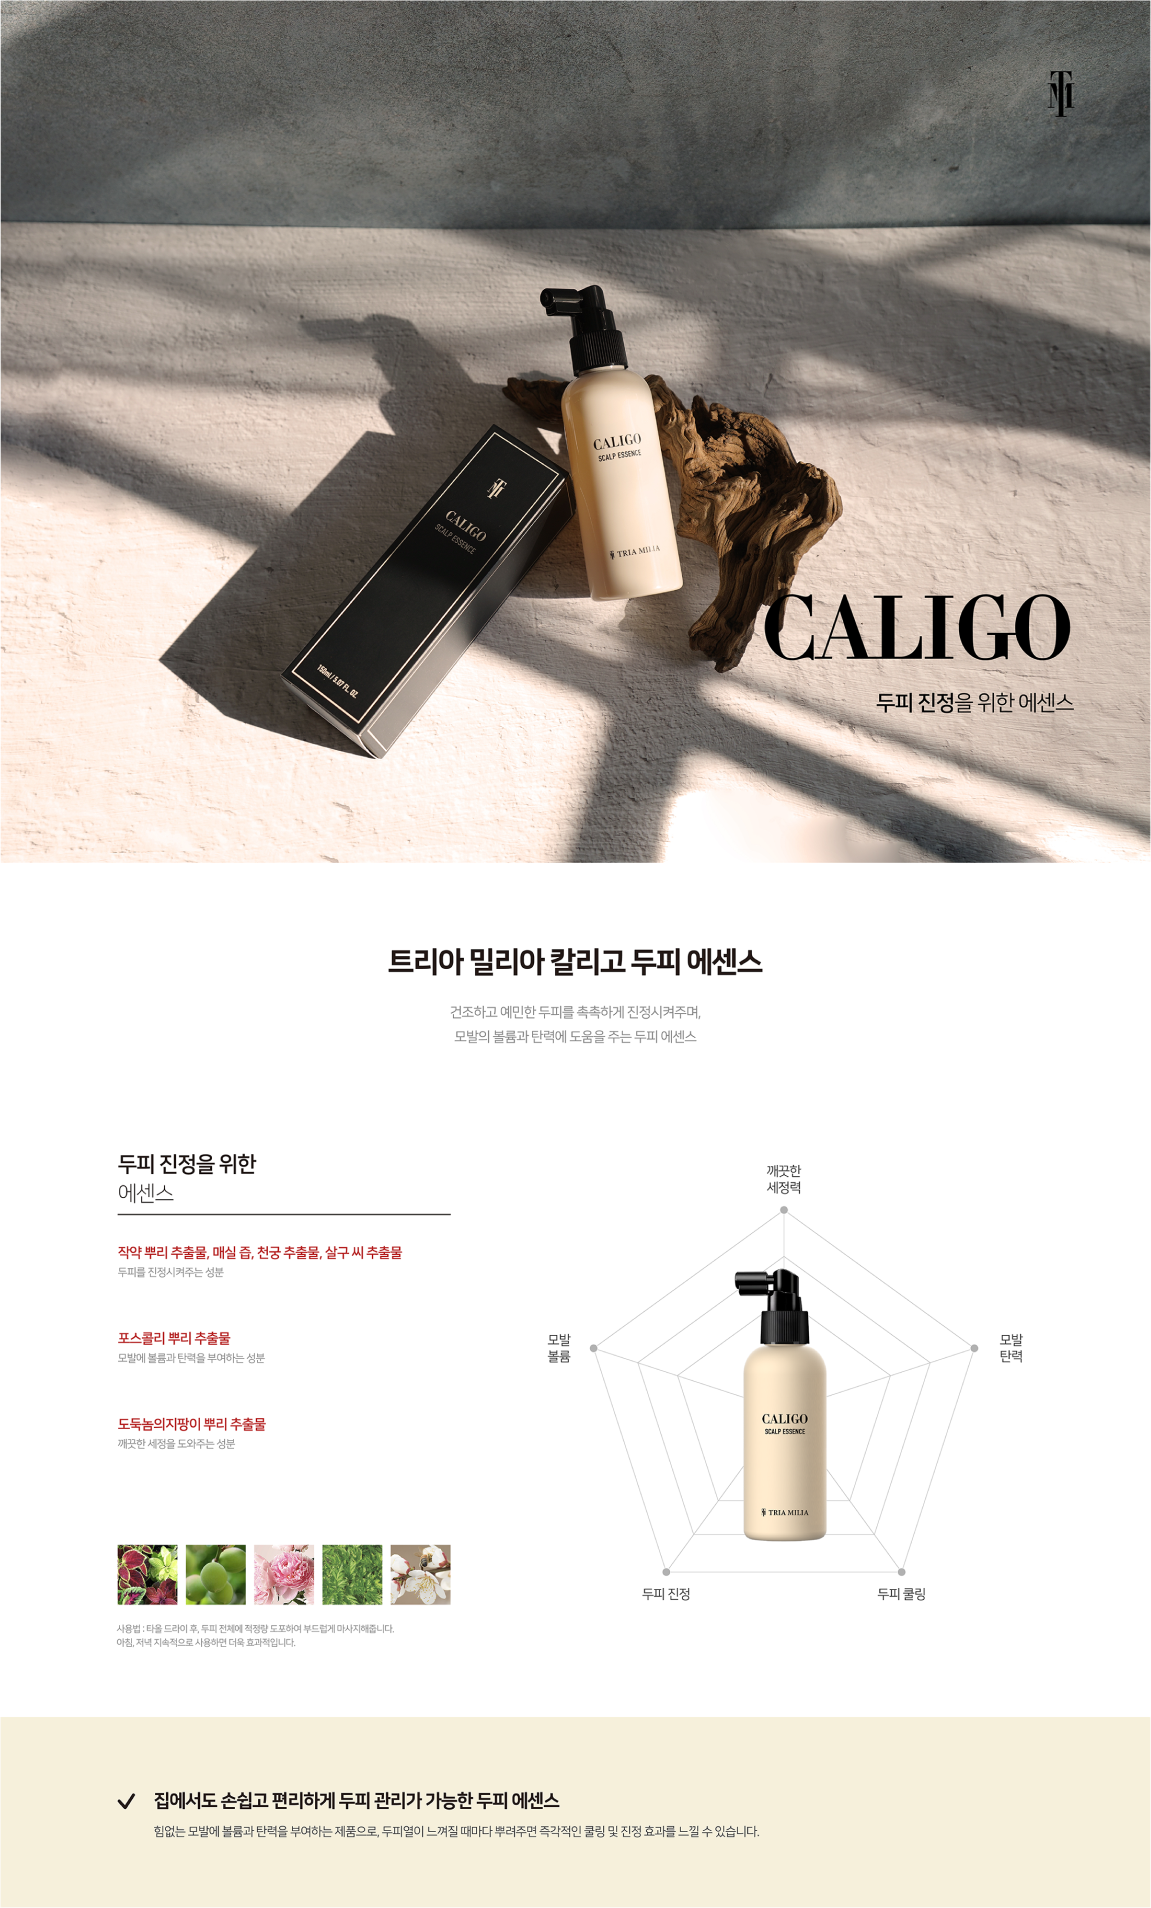 TM
CALIGO
SCALP ESSENCE
TRIA MILIA
TM
CALIGO
SCALP ESSENCE
150ml / 5.07 FL. OZ.
CALIGO
두피 진정을 위한 에센스
트리아 밀리아 칼리고 두피 에센스
건조하고 예민한 두피를 촉촉하게 진정시켜주며,
모발의 볼륨과 탄력에 도움을 주는 두피 에센스
두피 진정을 위한
에센스
작약 뿌리 추출물, 매실 즙, 천궁 추출물, 살구 씨 추출물
두피를 진정시켜주는 성분
포스콜리 뿌리 추출물
모발에 볼륨과 탄력을 부여하는 성분
도둑놈의지팡이 뿌리 추출물
깨끗한 세정을 도와주는 성분
사용법 : 타올 드라이 후, 두피 전체에 적정량 도포하여 부드럽게 마사지해줍니다.
아침, 저녁 지속적으로 사용하면 더욱 효과적입니다.
깨끗한
세정력
모발
볼륨
모발
탄력
CALIGO
SCALP ESSENCE
TRIA MILIA
두피 진정
두피 쿨링
집에서도 손쉽고 편리하게 두피 관리가 가능한 두피 에센스
힘없는 모발에 볼륨과 탄력을 부여하는 제품으로, 두피열이 느껴질 때마다 뿌려주면 즉각적인 쿨링 및 진정 효과를 느낄 수 있습니다.